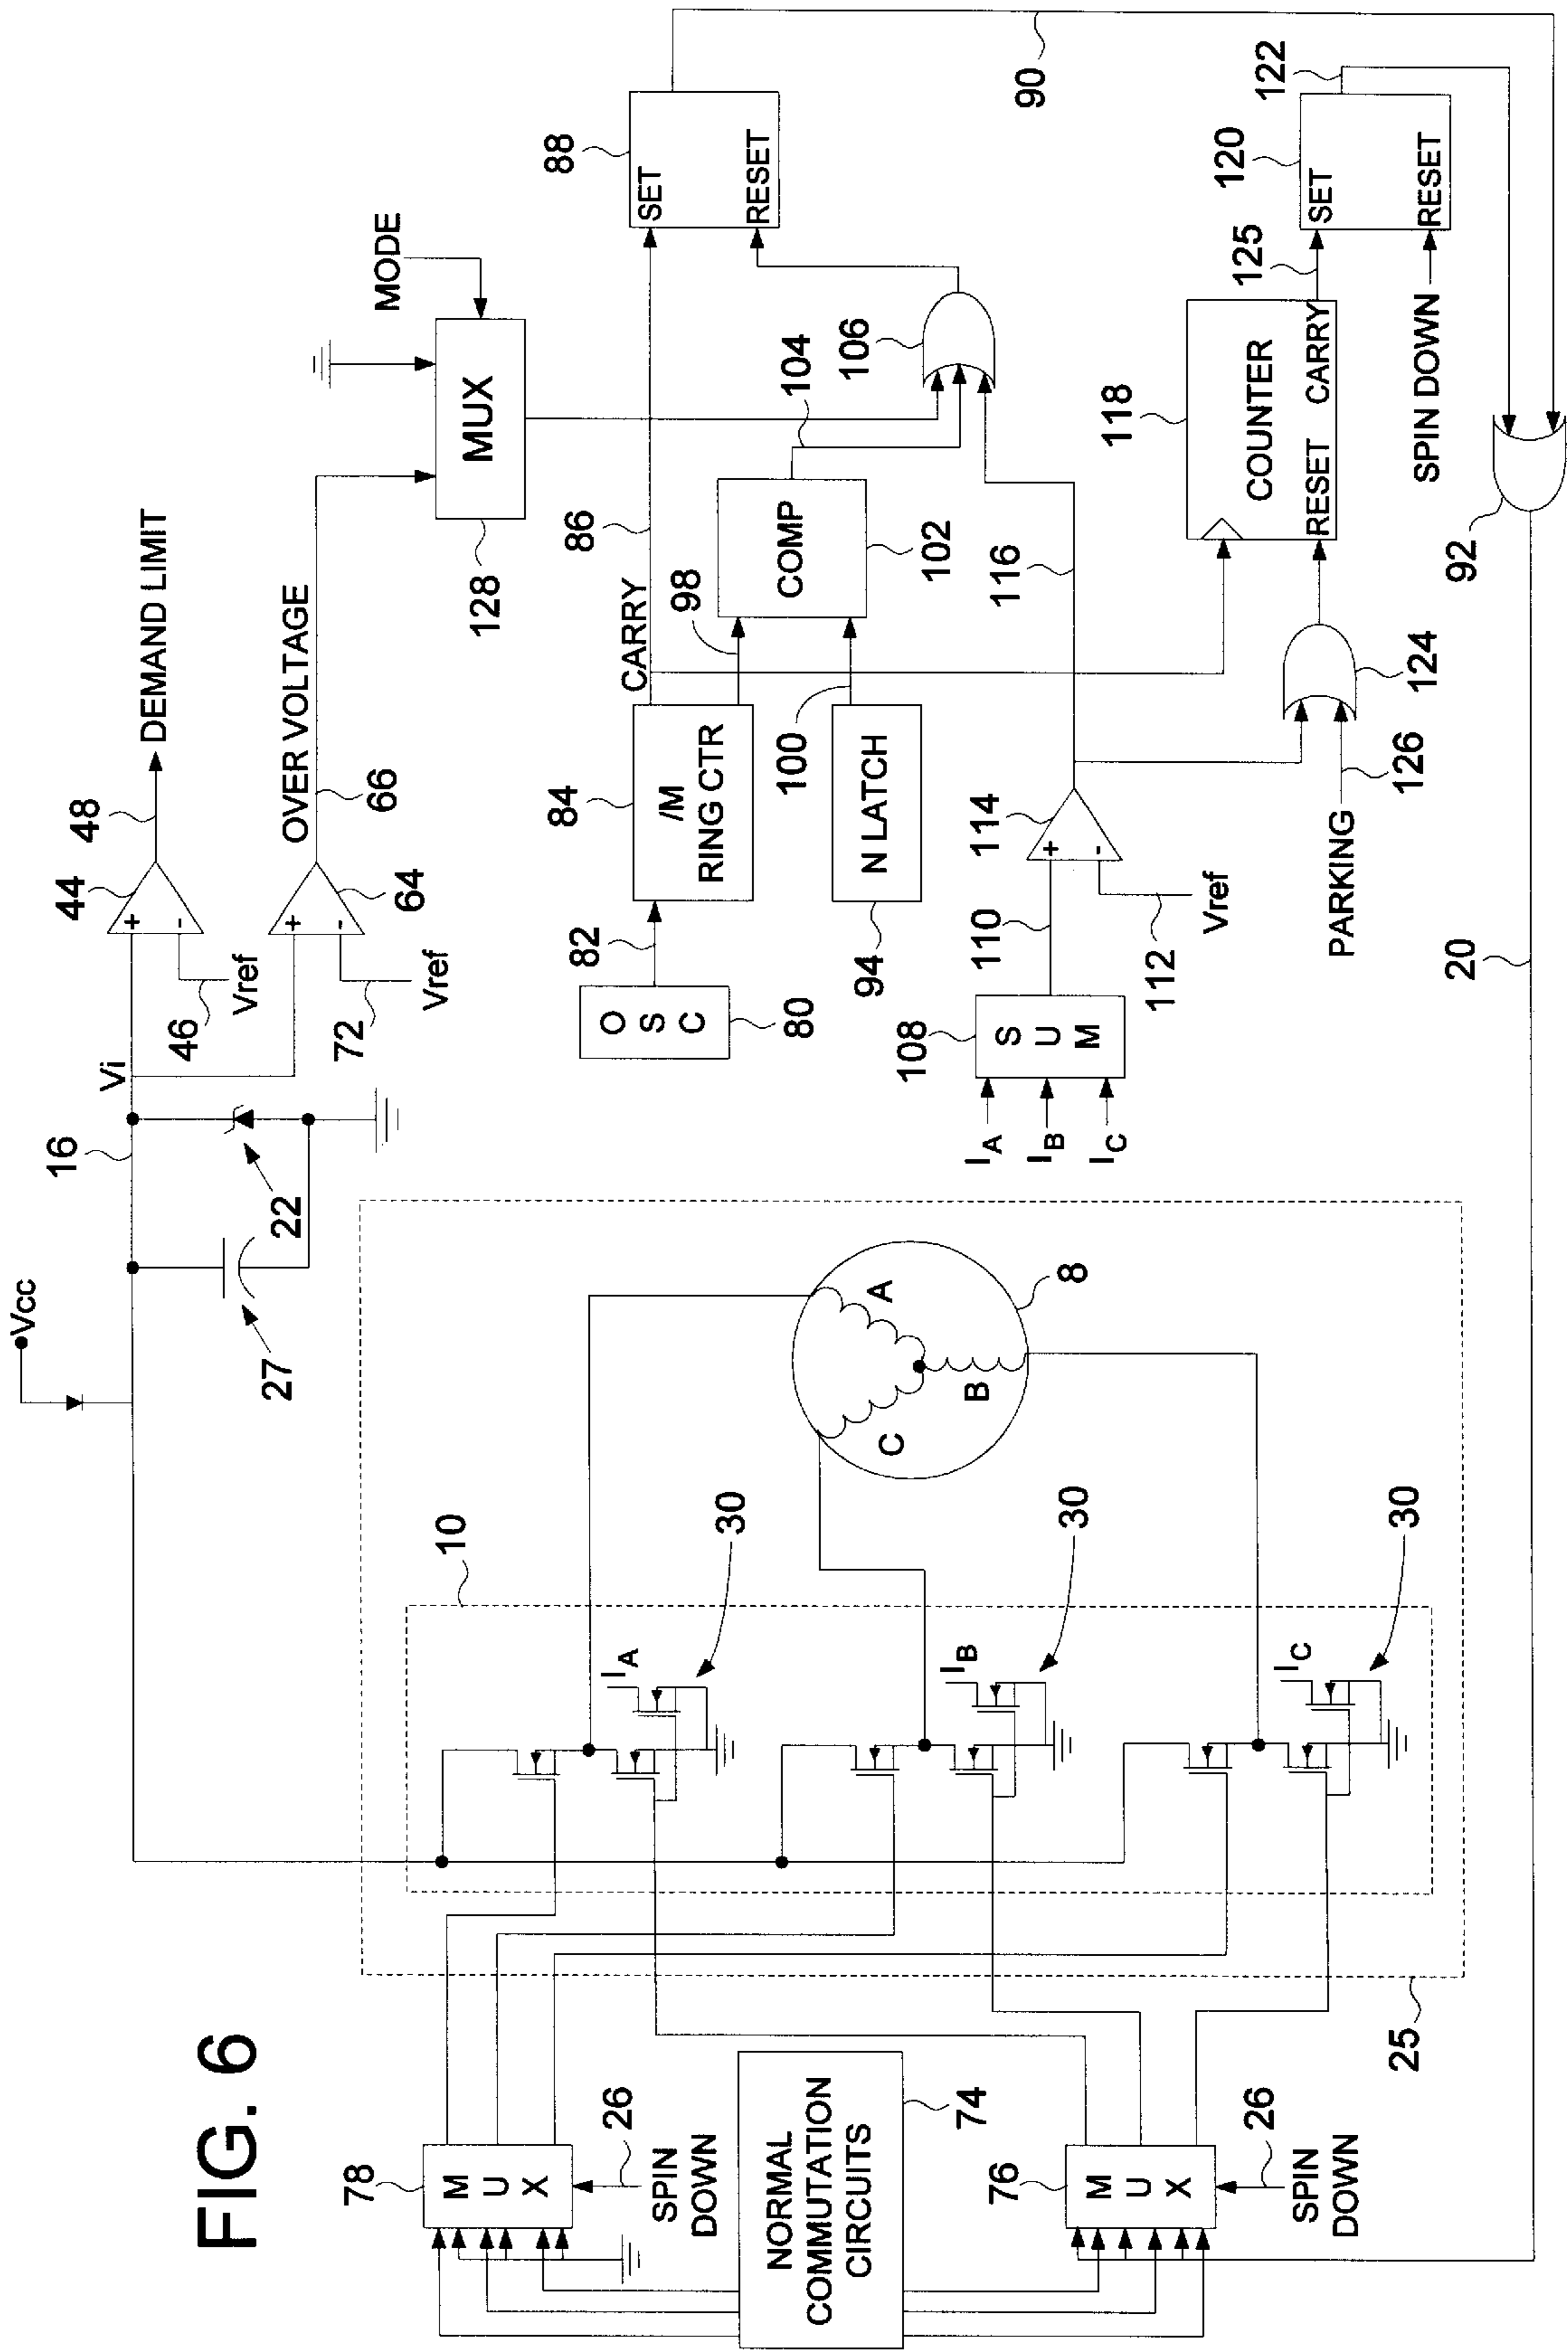 FIG. 6
Vcc
16
Vi
44
48
DEMAND LIMIT
+
-
46
Vref
OVER VOLTAGE
66
64
+
-
72
Vref
27
22
MODE
MUX
128
88
SET
RESET
90
86
CARRY
84
/M
RING CTR
82
OSC
80
98
100
N LATCH
94
COMP
102
104
106
108
SUM
IA
IB
IC
110
114
+
-
112
Vref
116
118
COUNTER
RESET CARRY
125
120
SET
RESET
122
SPIN DOWN
124
126
PARKING
92
20
10
IA
30
IB
30
IC
30
A
B
C
8
25
78
MUX
26
SPIN
DOWN
NORMAL
COMMUTATION
CIRCUITS
74
76
MUX
26
SPIN
DOWN